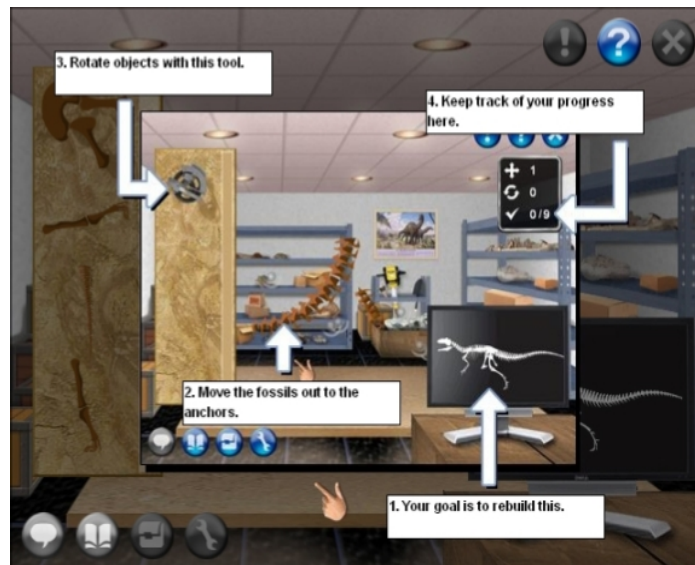 3. Rotate objects with this tool.
4. Keep track of your progress
here.
1
0
0/9
2. Move the fossils out to the
anchors.
1. Your goal is to rebuild this.